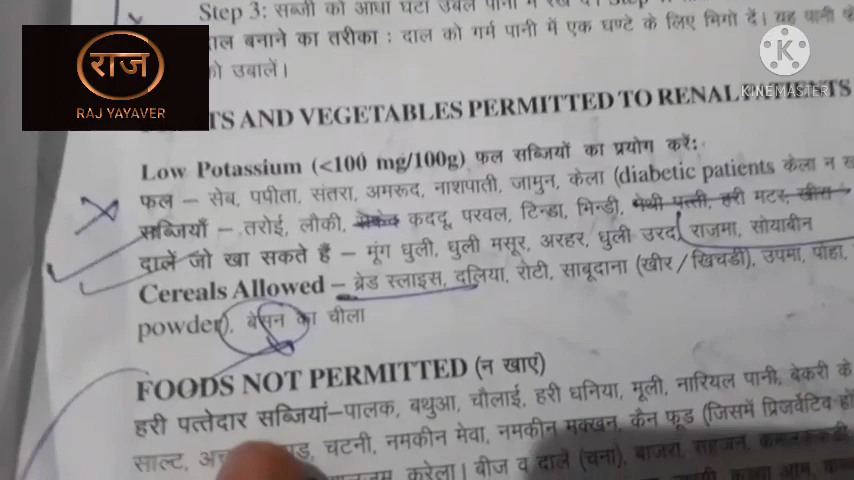 Step 3: सब्जी को आधा घंटा उबले पानी में रख दें।
राज
RAJ YAYAVER
KINEMASTER
दाल बनाने का तरीका : दाल को गर्म पानी में एक घण्टे के लिए भिगो दें। यह पानी
को उबालें।
AND VEGETABLES PERMITTED TO RENAL PATIENTS
Low Potassium (<100 mg/100g) फल सब्जियों का प्रयोग करें:
फल – सेब, पपीता, संतरा, अमरूद, नाशपाती, जामुन, केला (diabetic patients केला न
सब्जियाँ – तरोई, लौकी, कददू, परवल, टिन्डा, भिन्डी, मेथी पत्ती, हरी मटर, खीरा
दालें जो खा सकते हैं – मूंग धुली, धुली मसूर, अरहर, धुली उरद, राजमा, सोयाबीन
Cereals Allowed – ब्रेड स्लाइस, दलिया, रोटी, साबूदाना (खीर/खिचडी), उपमा, पोहा,
powder), बेसन का चीला
FOODS NOT PERMITTED (न खाएं)
हरी पत्तेदार सब्जियां–पालक, बथुआ, चौलाई, हरी धनिया, मूली, नारियल पानी, बेकरी के
साल्ट, चटनी, नमकीन मेवा, नमकीन मक्खन, कैन फूड (जिसमें प्रिजर्वेटिव
करेला। बीज व दालें (चना), बाजरा, सहजन,